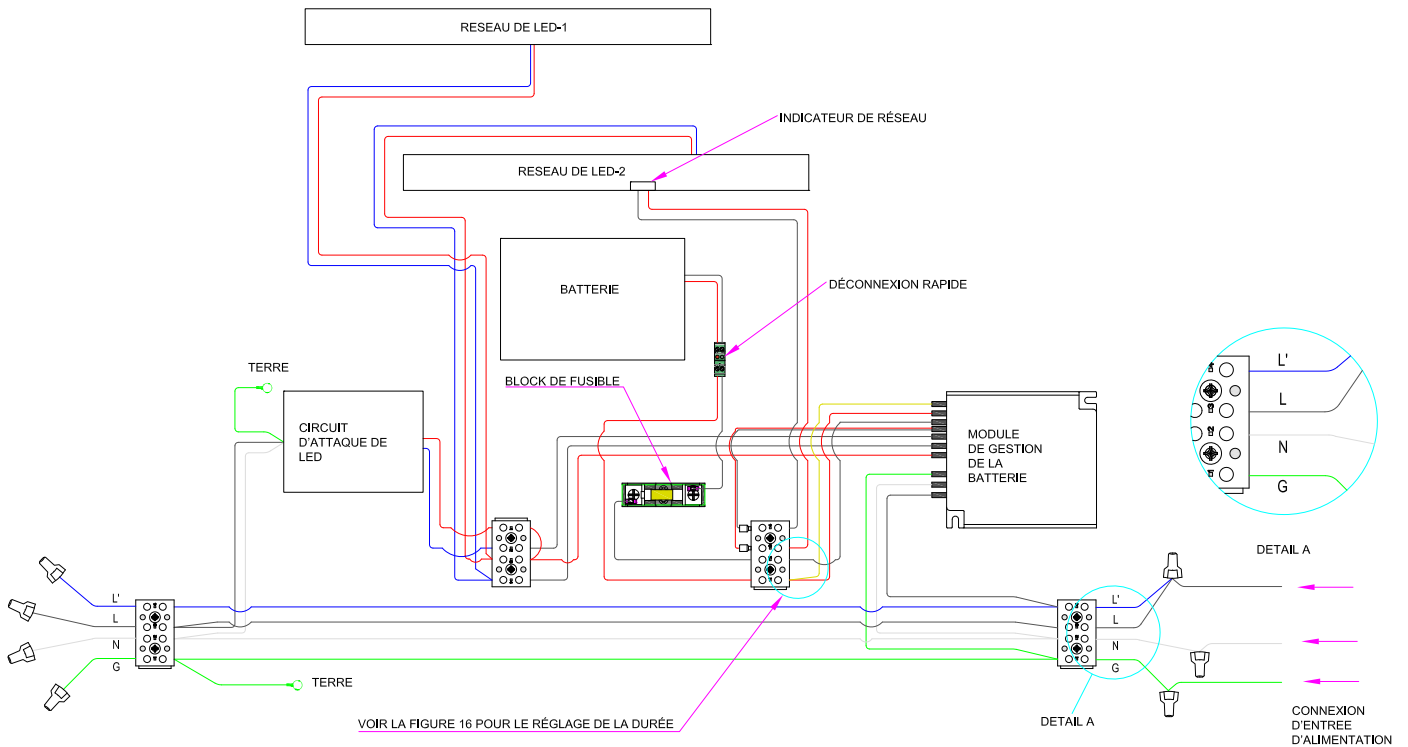 RESEAU DE LED-1
INDICATEUR DE RÉSEAU
RESEAU DE LED-2
BATTERIE
DÉCONNEXION RAPIDE
TERRE
BLOCK DE FUSIBLE
CIRCUIT
D'ATTAQUE DE
LED
MODULE
DE GESTION
DE LA
BATTERIE
L'
L
N
G
DETAIL A
L'
L
N
G
TERRE
L'
L
N
G
VOIR LA FIGURE 16 POUR LE RÉGLAGE DE LA DURÉE
DETAIL A
CONNEXION
D'ENTREE
D'ALIMENTATION